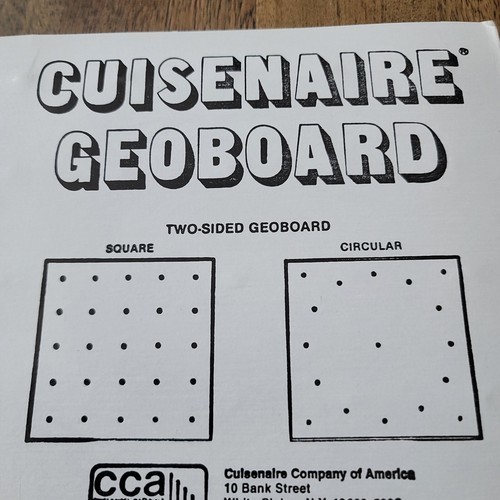 CUISENAIRE®
GEOBOARD
TWO-SIDED GEOBOARD
SQUARE
CIRCULAR
cca
Cuisenaire Company of America
10 Bank Street